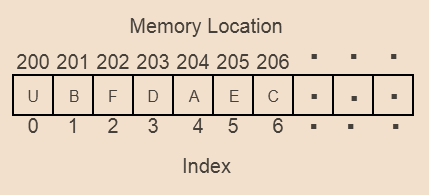 Memory Location
200 201 202 203 204 205 206 . . .
U B F D A E C . . .
0 1 2 3 4 5 6 . . .
Index